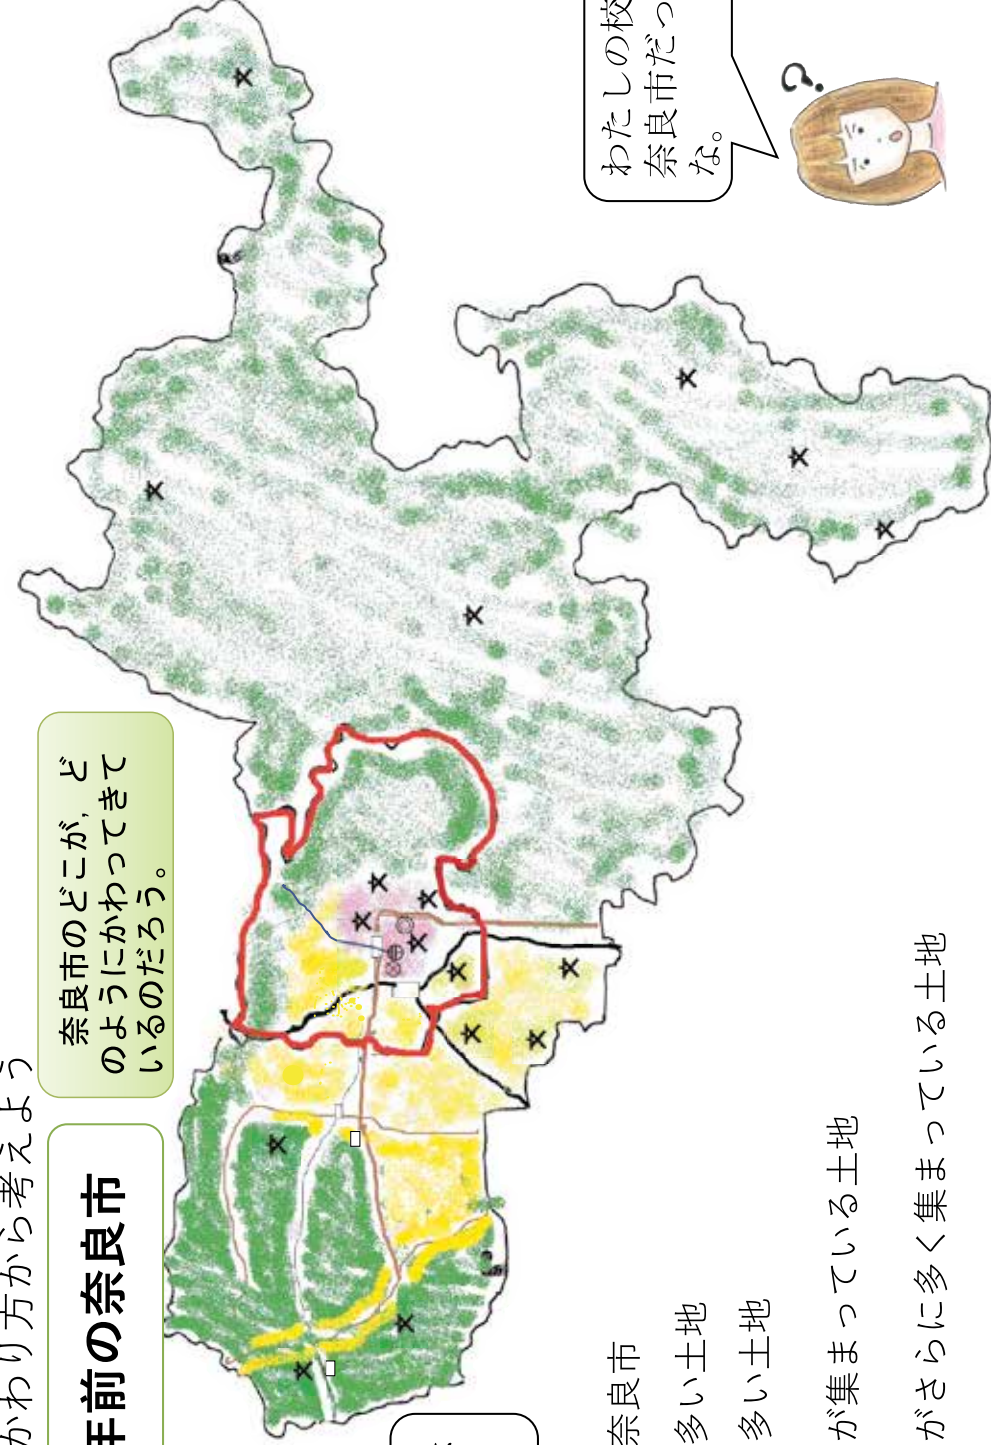 かわり方から考えよう
年前の奈良市
奈良市のどこが，ど
のようにかわってきて
いるのだろう。
わたしの校
奈良市だっ
な。
?
奈良市
多い土地
多い土地
が集まっている土地
がさらに多く集まっている土地